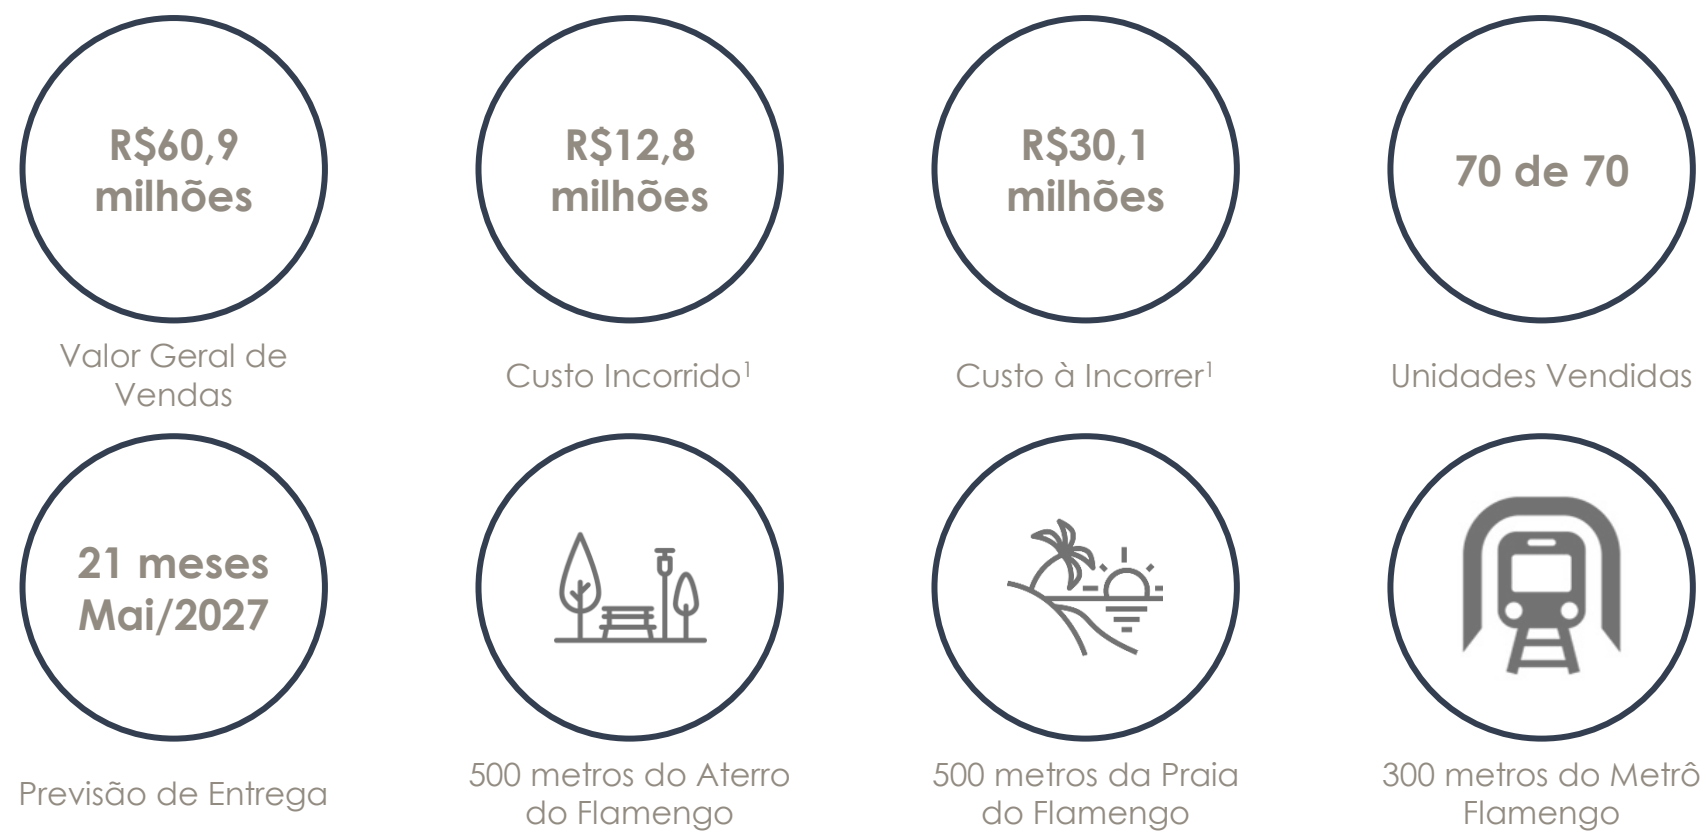 R$60,9
milhões
R$12,8
milhões
R$30,1
milhões
70 de 70
Valor Geral de
Vendas
Custo Incorrido¹
Custo à Incorrer¹
Unidades Vendidas
21 meses
Mai/2027
Previsão de Entrega
500 metros do Aterro
do Flamengo
500 metros da Praia
do Flamengo
300 metros do Metrô
Flamengo